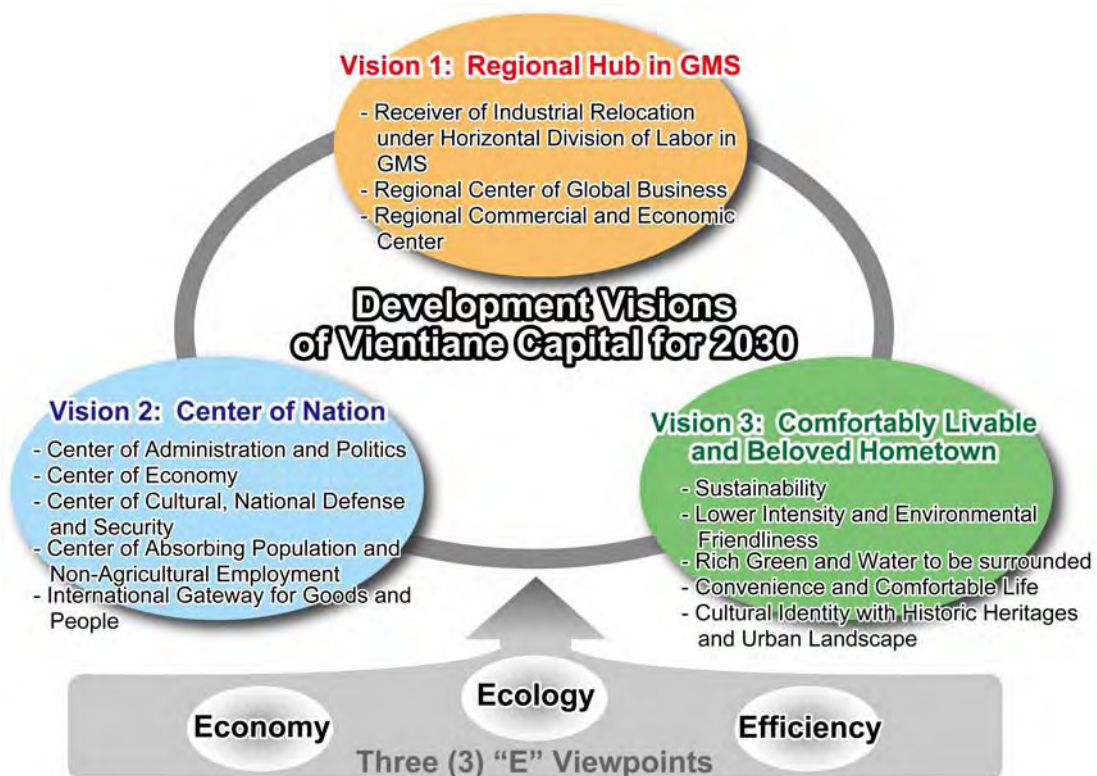 Vision 1: Regional Hub in GMS
- Receiver of Industrial Relocation
under Horizontal Division of Labor in
GMS
- Regional Center of Global Business
- Regional Commercial and Economic
Center
Development Visions
of Vientiane Capital for 2030
Vision 2: Center of Nation
- Center of Administration and Politics
- Center of Economy
- Center of Cultural, National Defense
and Security
- Center of Absorbing Population and
Non-Agricultural Employment
- International Gateway for Goods and
People
Vision 3: Comfortably Livable
and Beloved Hometown
- Sustainability
- Lower Intensity and Environmental
Friendliness
- Rich Green and Water to be surrounded
- Convenience and Comfortable Life
- Cultural Identity with Historic Heritages
and Urban Landscape
Economy
Ecology
Efficiency
Three (3) “E” Viewpoints